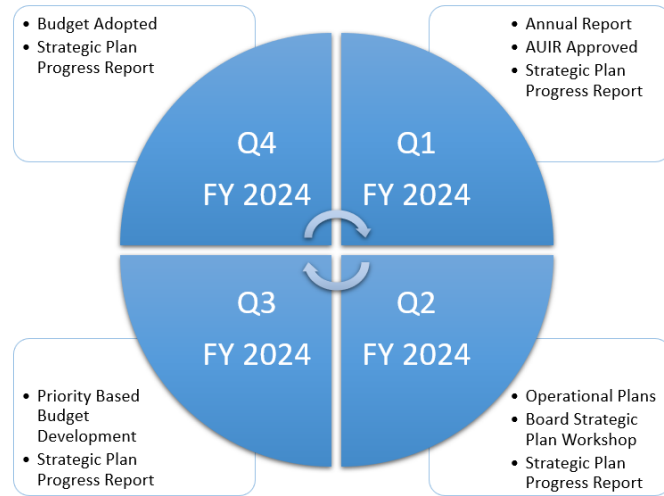 • Budget Adopted
• Strategic Plan
Progress Report
• Annual Report
• AUIR Approved
• Strategic Plan
Progress Report
Q4
FY 2024
Q1
FY 2024
Q3
FY 2024
Q2
FY 2024
• Priority Based
Budget
Development
• Strategic Plan
Progress Report
• Operational Plans
• Board Strategic
Plan Workshop
• Strategic Plan
Progress Report